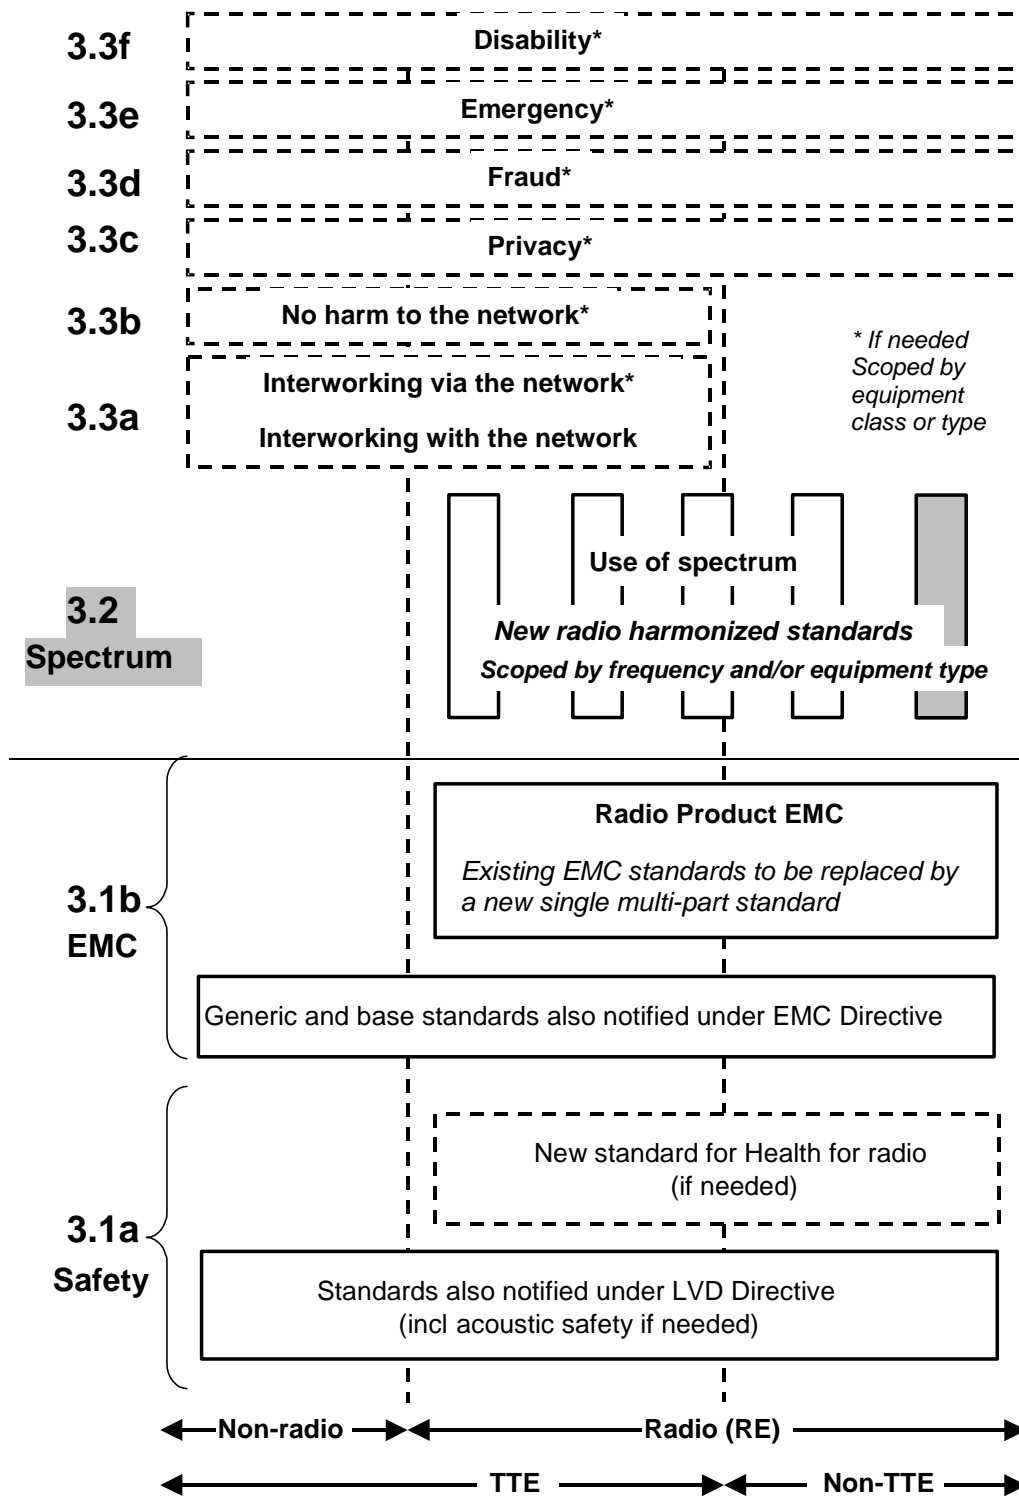 3.3f
Disability*
3.3e
Emergency*
3.3d
Fraud*
3.3c
Privacy*
3.3b
No harm to the network*
3.3a
Interworking via the network*
Interworking with the network
* If needed
Scoped by
equipment
class or type
3.2
Spectrum
Use of spectrum
New radio harmonized standards
Scoped by frequency and/or equipment type
3.1b
EMC
Radio Product EMC
Existing EMC standards to be replaced by
a new single multi-part standard
Generic and base standards also notified under EMC Directive
3.1a
Safety
New standard for Health for radio
(if needed)
Standards also notified under LVD Directive
(incl acoustic safety if needed)
Non-radio
Radio (RE)
TTE
Non-TTE